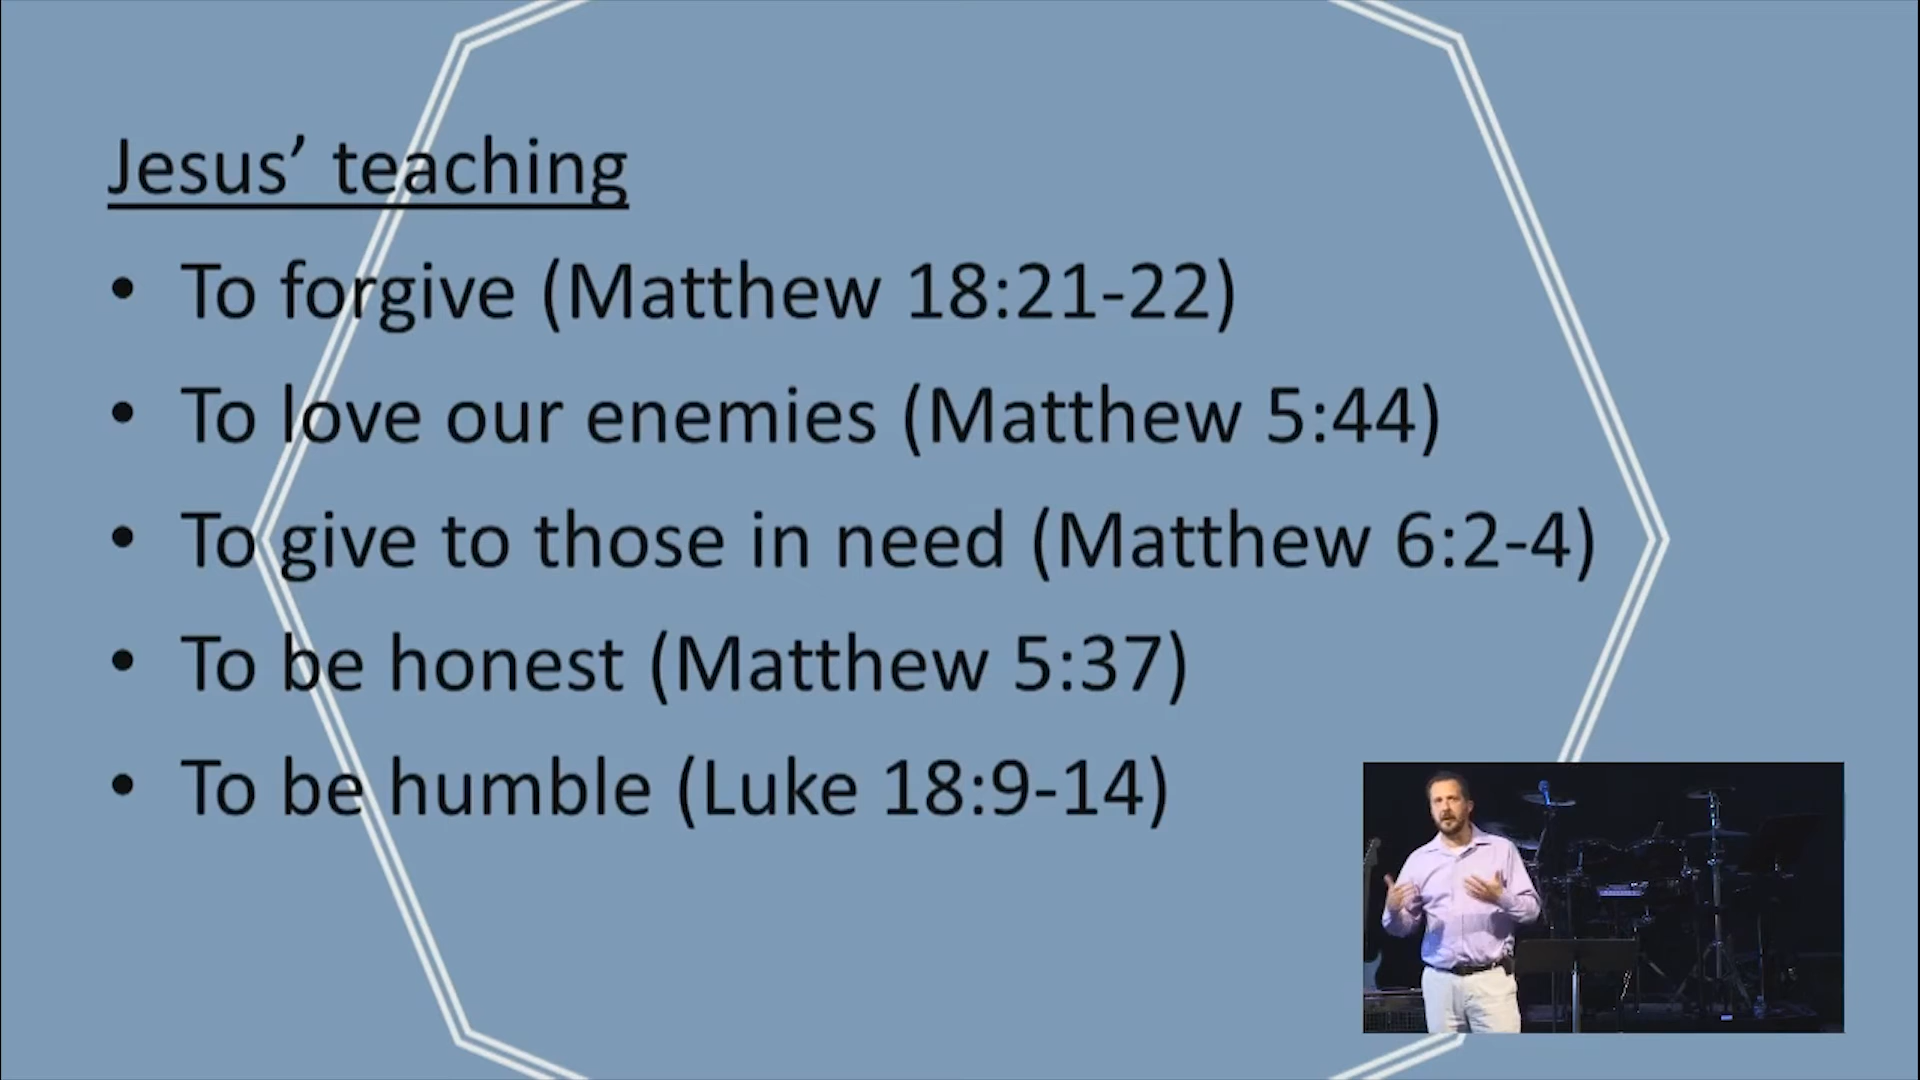 Jesus’ teaching
• To forgive (Matthew 18:21-22)
• To love our enemies (Matthew 5:44)
• To give to those in need (Matthew 6:2-4)
• To be honest (Matthew 5:37)
• To be humble (Luke 18:9-14)